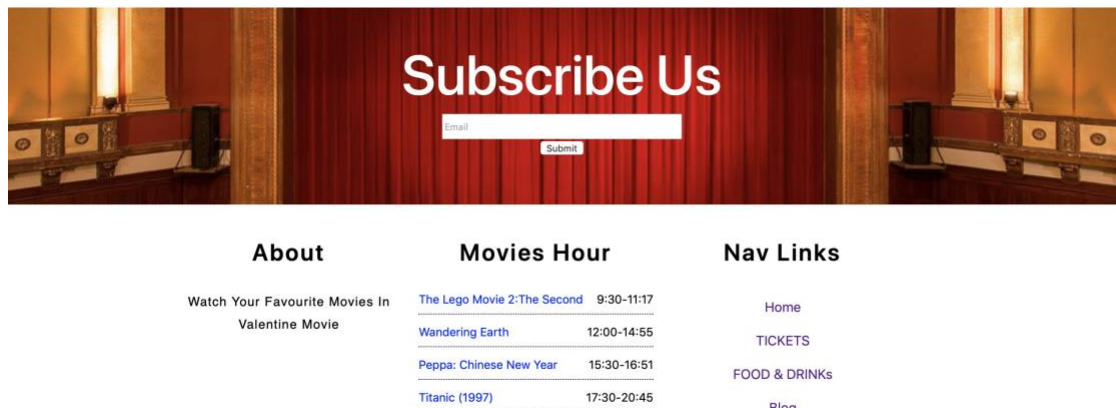 Subscribe Us
Email
Submit
About
Watch Your Favourite Movies In
Valentine Movie
Movies Hour
The Lego Movie 2:The Second 9:30-11:17
Wandering Earth 12:00-14:55
Peppa: Chinese New Year 15:30-16:51
Titanic (1997) 17:30-20:45
Nav Links
Home
TICKETS
FOOD & DRINKs
Blog